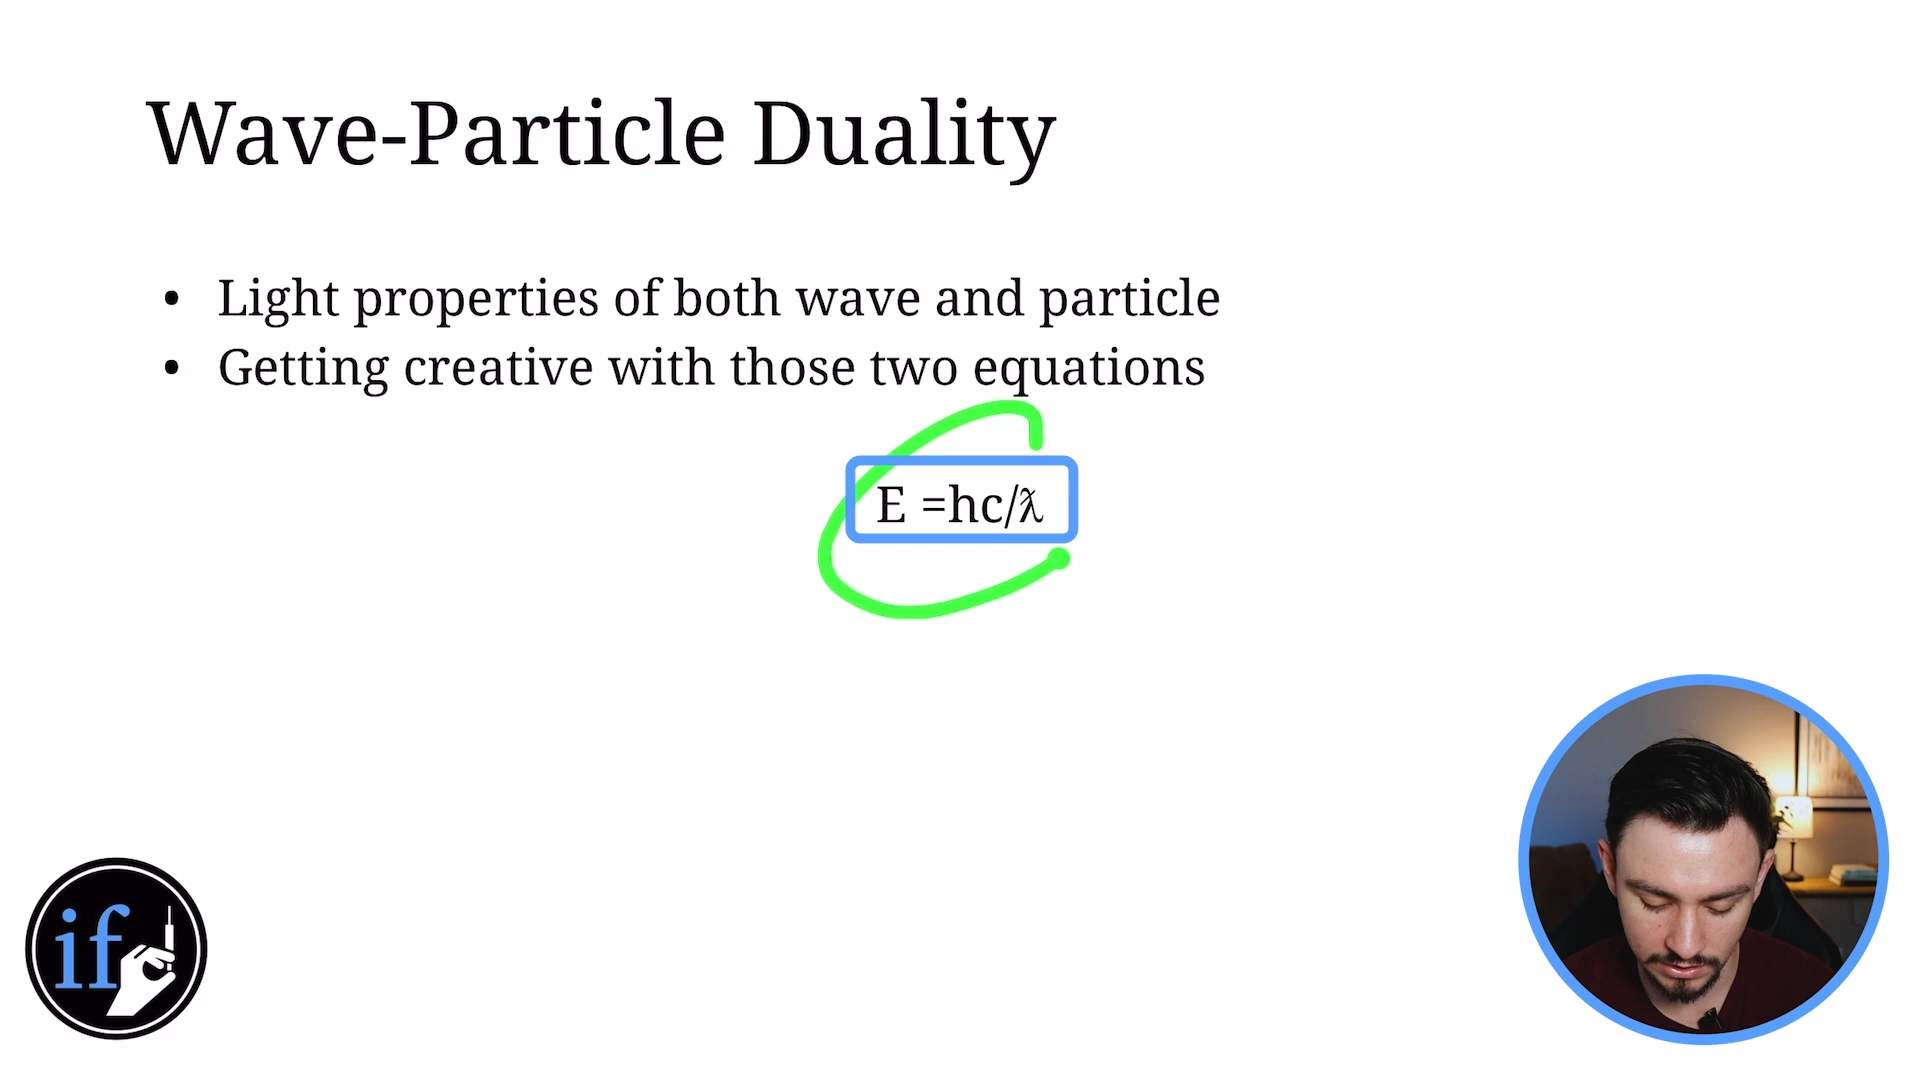 Wave-Particle Duality
• Light properties of both wave and particle
• Getting creative with those two equations
E =hc/λ
if